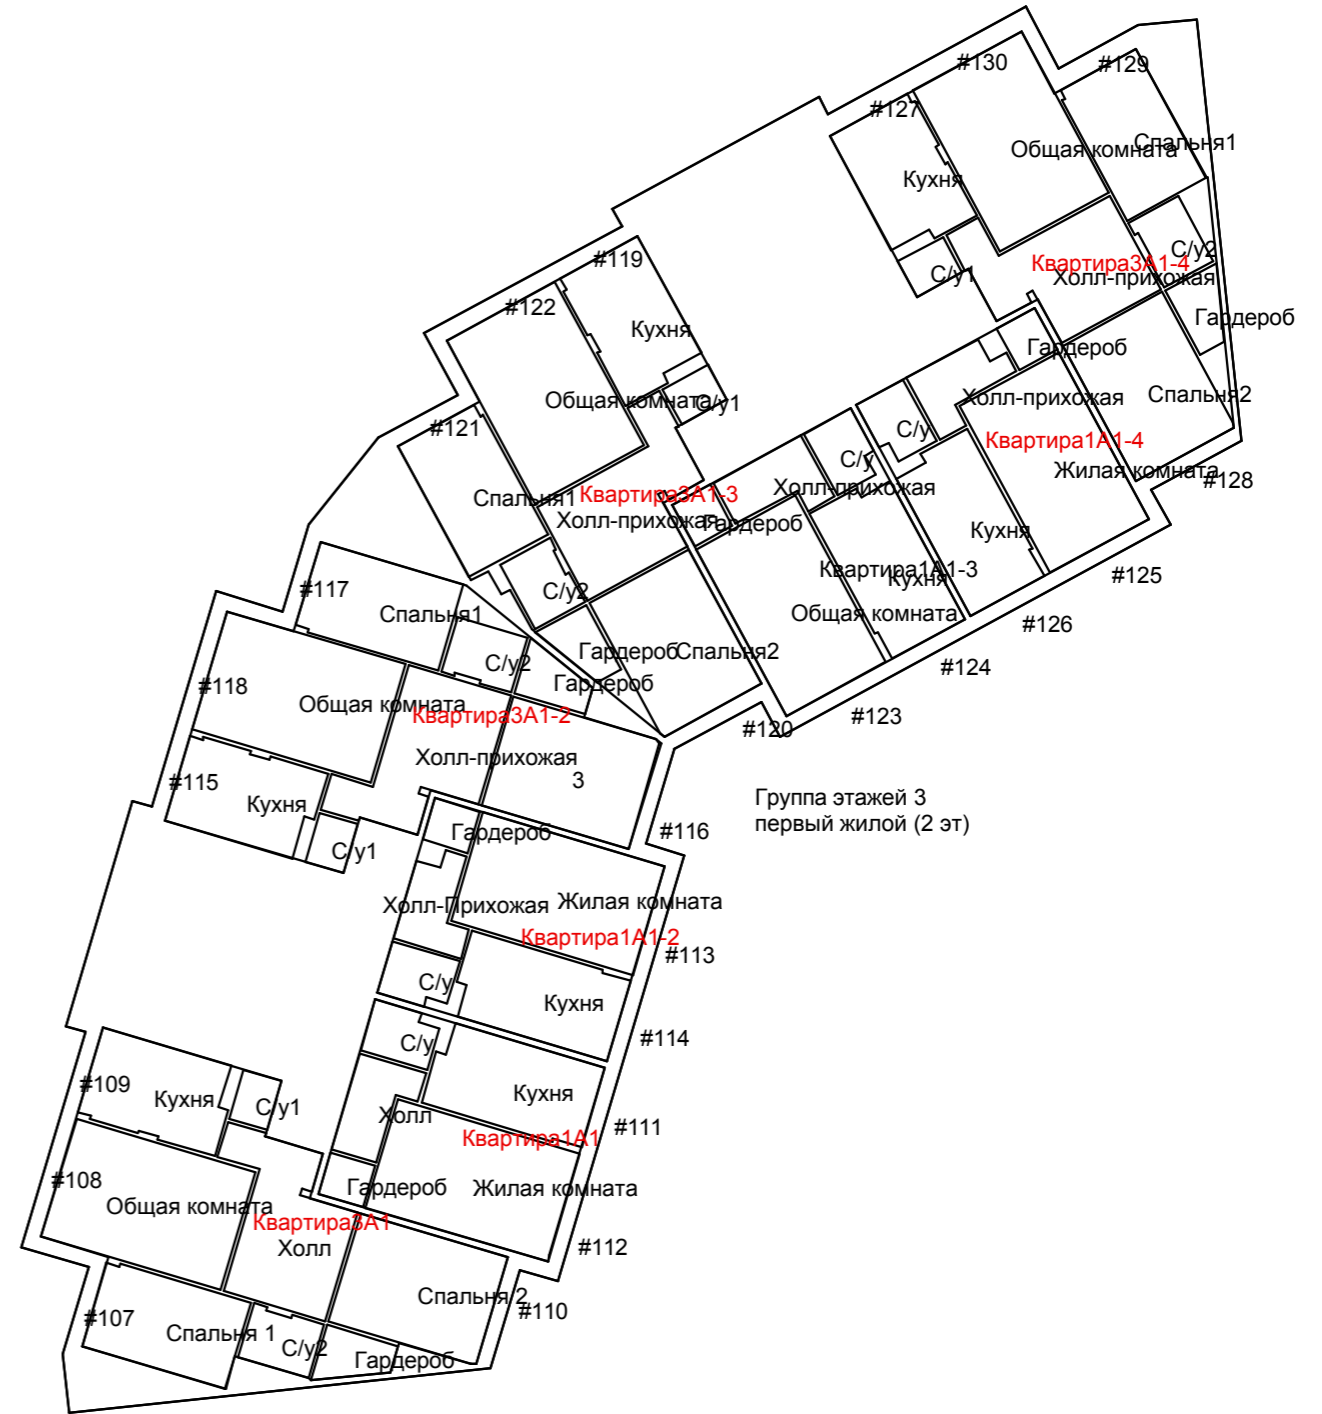 #130
#129
#127
Общая комната
Спальня1
Кухня
#119
С/у2
Квартира3А1-4
С/у1
Холл-прихожая
#122
Гардероб
Кухня
Гардероб
Спальня2
Холл-прихожая
Общая комната
С/у1
#121
С/у
Квартира1А1-4
С/у
Жилая комната
#128
Холл-прихожая
Спальня1
Квартира3А1-3
Холл-прихожая
Гардероб
Кухня
Квартира1А1-3
Кухня
#125
#117
С/у2
Спальня1
Общая комната
#126
Гардероб
Спальня2
С/у2
#124
Гардероб
#118
Общая комната
Квартира3А1-2
#123
#120
Холл-прихожая
3
#115
Кухня
Группа этажей 3
первый жилой (2 эт)
#116
Гардероб
С/у1
Холл-Прихожая
Жилая комната
Квартира1А1-2
#113
С/у
Кухня
#114
С/у
#109
Кухня
С/у1
Кухня
Холл
#111
Квартира1А1
#108
Гардероб
Жилая комната
Общая комната
Квартира3А1
Холл
#112
Спальня 2
#110
#107
Спальня 1
С/у2
Гардероб